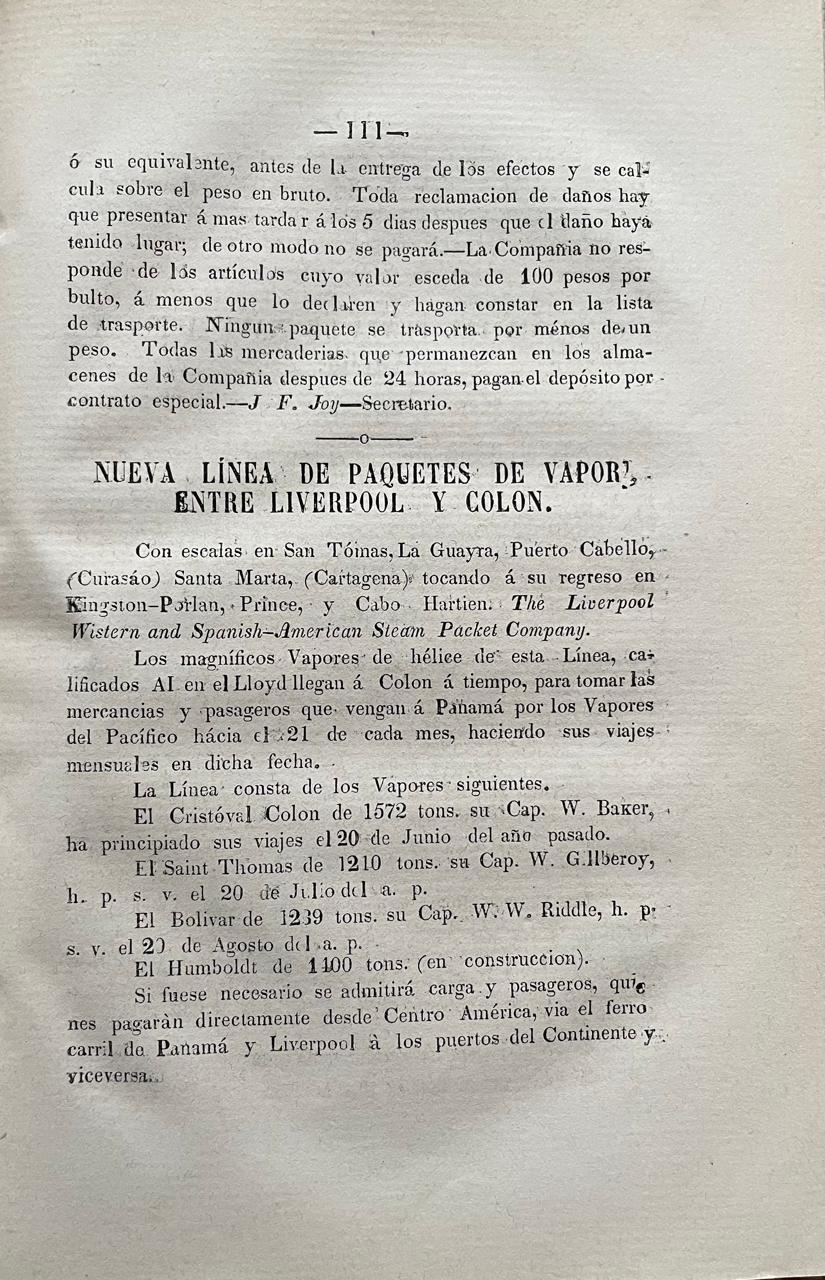 — 111 —
ó su equivalente, antes de la entrega de los efectos y se cal-
cula sobre el peso en bruto. Toda reclamacion de daños hay
que presentar á mas tardar á los 5 dias despues que el daño haya
tenido lugar; de otro modo no se pagará.—La Compañia no res-
ponde de los artículos cuyo valor esceda de 100 pesos por
bulto, á menos que lo declaren y hagan constar en la lista
de trasporte. Ningun paquete se trasporta por ménos de un
peso. Todas las mercaderias que permanezcan en los alma-
cenes de la Compañia despues de 24 horas, pagan el depósito por
contrato especial.—J F. Joy—Secretario.
——o——
NUEVA LÍNEA DE PAQUETES DE VAPOR,
ENTRE LIVERPOOL Y COLON.
Con escalas en San Tómas, La Guayra, Puerto Cabello,
(Curasáo) Santa Marta, (Cartagena) tocando á su regreso en
Kingston-Porlan, Prince, y Cabo Hartien. The Liverpool
Wistern and Spanish-American Steam Packet Company.
Los magníficos Vapores de hélice de esta Línea, ca-
lificados AI en el Lloyd llegan á Colon á tiempo, para tomar las
mercancias y pasageros que vengan á Panamá por los Vapores
del Pacífico hácia el 21 de cada mes, haciendo sus viajes
mensuales en dicha fecha.
La Línea consta de los Vapores siguientes.
El Cristóval Colon de 1572 tons. su Cap. W. Baker,
ha principiado sus viajes el 20 de Junio del año pasado.
El Saint Thomas de 1210 tons. su Cap. W. G.llberoy,
h. p. s. v. el 20 de Julio del a. p.
El Bolivar de 1239 tons. su Cap. W. W. Riddle, h. p.
s. v. el 20 de Agosto del a. p.
El Humboldt de 1400 tons. (en construccion).
Si fuese necesario se admitirá carga y pasageros, quie
nes pagaràn directamente desde Centro América, via el ferro
carril de Panamá y Liverpool à los puertos del Continente y
viceversa.